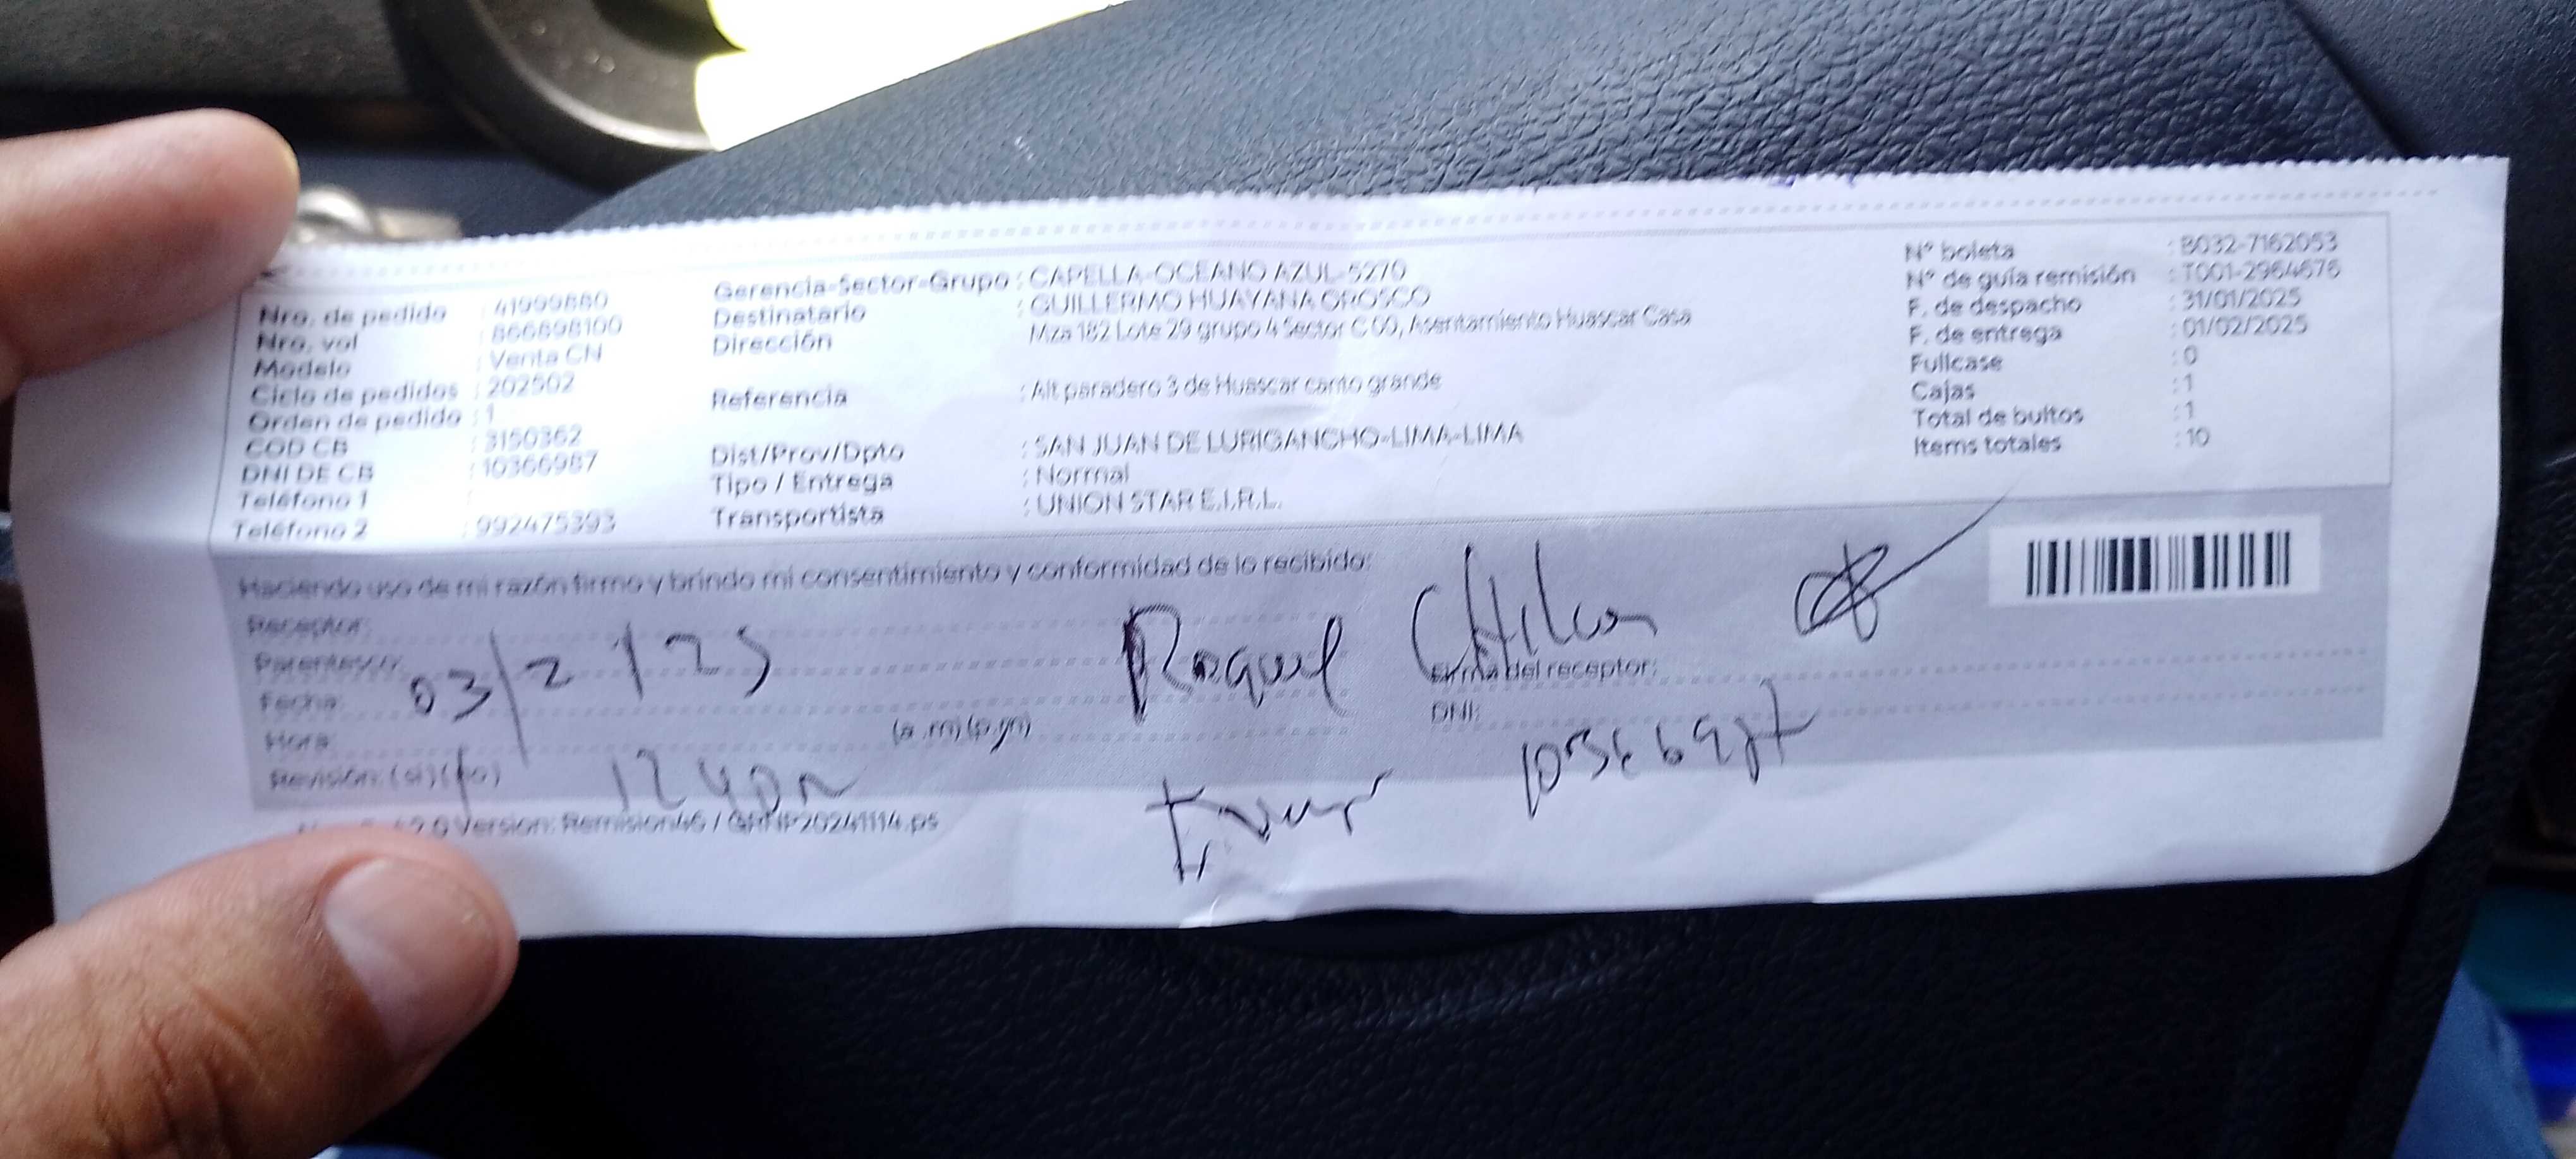 Nro. de pedido : 41999880
Nro. vol : 866898100
Modelo : Venta CN
Ciclo de pedidos : 202502
Orden de pedido : 1
COD CB : 3150362
DNI DE CB : 10366987
Teléfono 1 :
Teléfono 2 : 992475393
Gerencia-Sector-Grupo : CAPELLA-OCEANO AZUL-5270
Destinatario : GUILLERMO HUAYANA OROSCO
Dirección Mza 182 Lote 29 grupo 4 Sector C 00, Asentamiento Huascar Casa
Referencia : Alt paradero 3 de Huascar canto grande
Dist/Prov/Dpto : SAN JUAN DE LURIGANCHO-LIMA-LIMA
Tipo / Entrega : Normal
Transportista : UNION STAR E.I.R.L.
N° boleta : B032-7162053
N° de guía remisión : T001-2964676
F. de despacho : 31/01/2025
F. de entrega : 01/02/2025
Fullcase : 0
Cajas : 1
Total de bultos : 1
Items totales : 10
Haciendo uso de mi razón firmo y brindo mi consentimiento y conformidad de lo recibido:
Receptor:
Parentesco:
Fecha: 03/2/25
Hora: (a .m) (p.m)
Revisión: (si) (no) 1240
Raquel
Firma del receptor:
DNI:
Version: Remision46 / GRNP20241114.ps